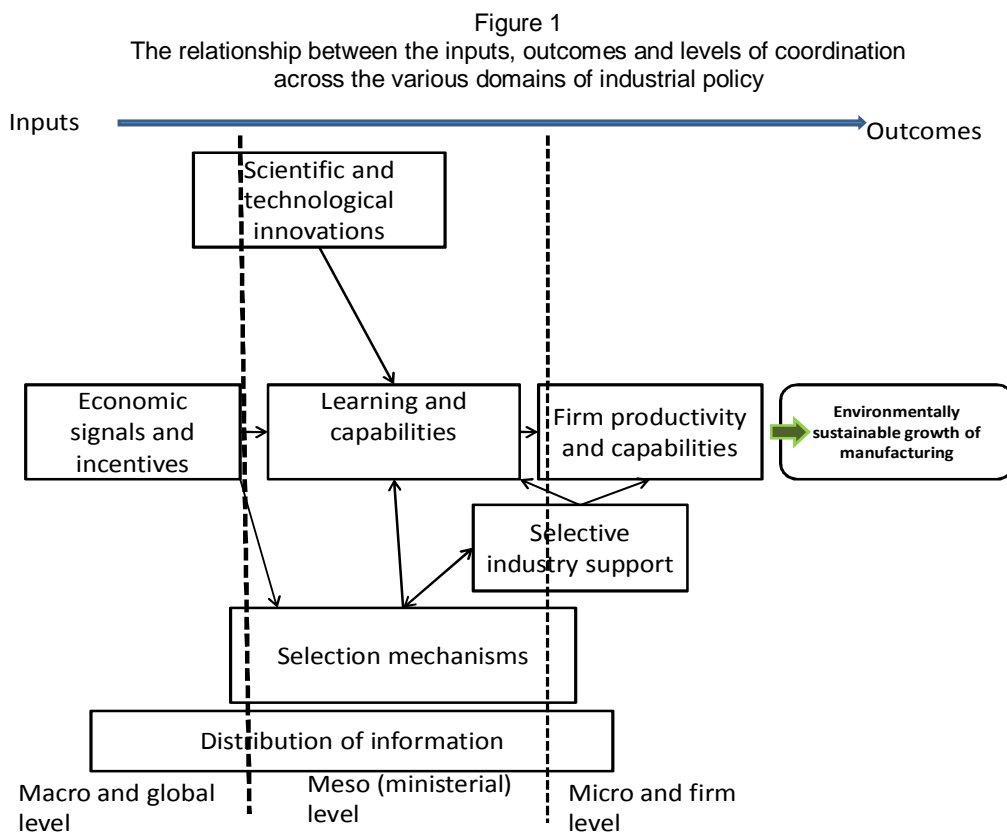 Figure 1
The relationship between the inputs, outcomes and levels of coordination
across the various domains of industrial policy
Inputs
Outcomes
Scientific and
technological
innovations
Economic
signals and
incentives
Learning and
capabilities
Firm productivity
and capabilities
Environmentally
sustainable growth of
manufacturing
Selective
industry support
Selection mechanisms
Distribution of information
Macro and global
level
Meso (ministerial)
level
Micro and firm
level